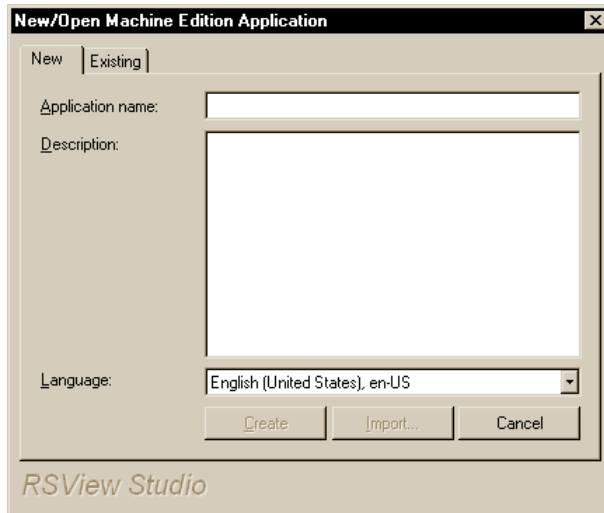 New/Open Machine Edition Application
New Existing
Application name:
Description:
Language: English (United States), en-US
Create Import... Cancel
RSView Studio